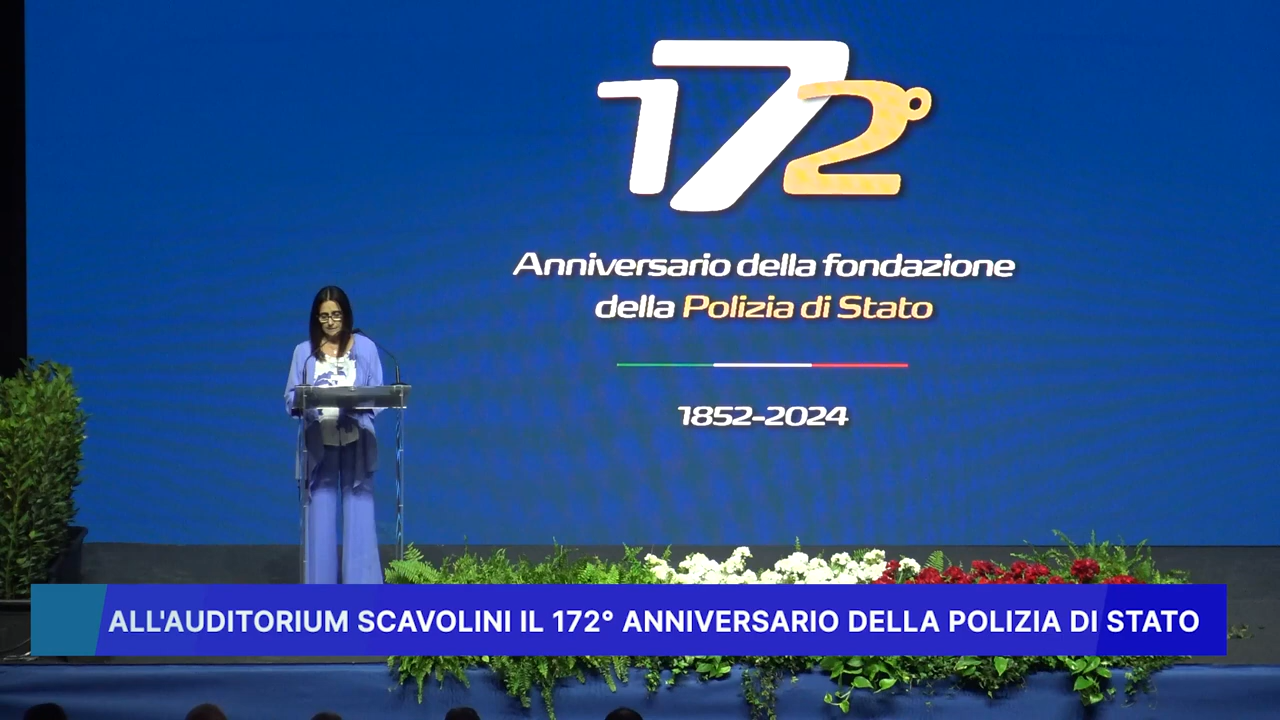 172°
Anniversario della fondazione
della Polizia di Stato
1852-2024
ALL'AUDITORIUM SCAVOLINI IL 172° ANNIVERSARIO DELLA POLIZIA DI STATO